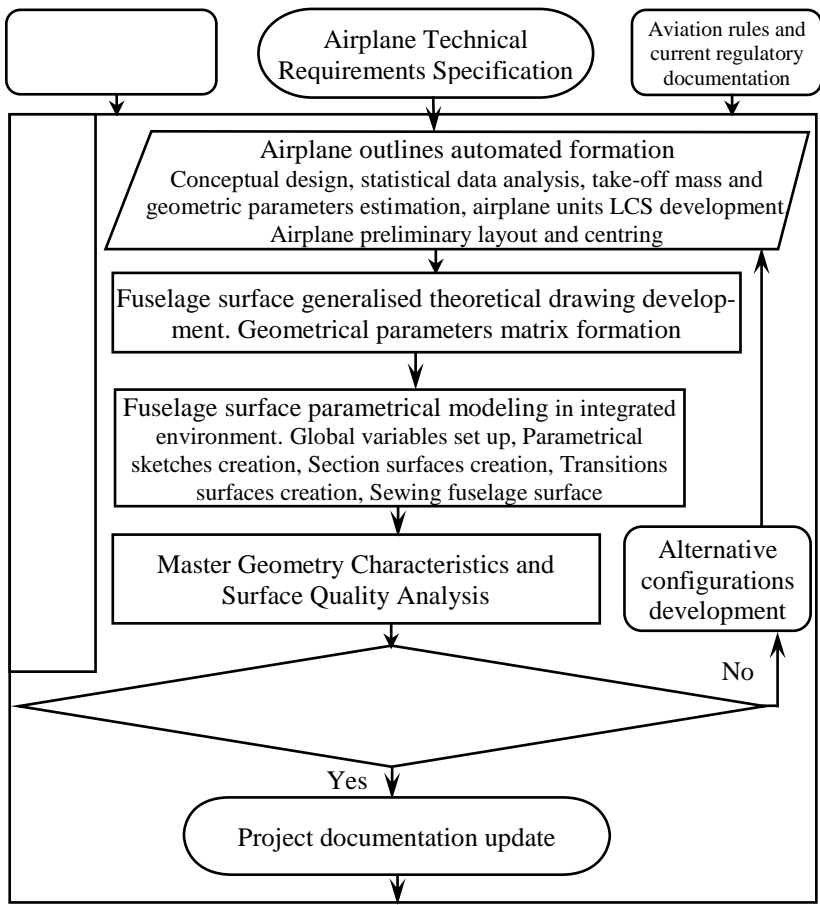 Airplane Technical
Requirements Specification
Aviation rules and
current regulatory
documentation
Airplane outlines automated formation
Conceptual design, statistical data analysis, take-off mass and
geometric parameters estimation, airplane units LCS development.
Airplane preliminary layout and centring
Fuselage surface generalised theoretical drawing develop-
ment. Geometrical parameters matrix formation
Fuselage surface parametrical modeling in integrated
environment. Global variables set up, Parametrical
sketches creation, Section surfaces creation, Transitions
surfaces creation, Sewing fuselage surface
Master Geometry Characteristics and
Surface Quality Analysis
Alternative
configurations
development
No
Yes
Project documentation update